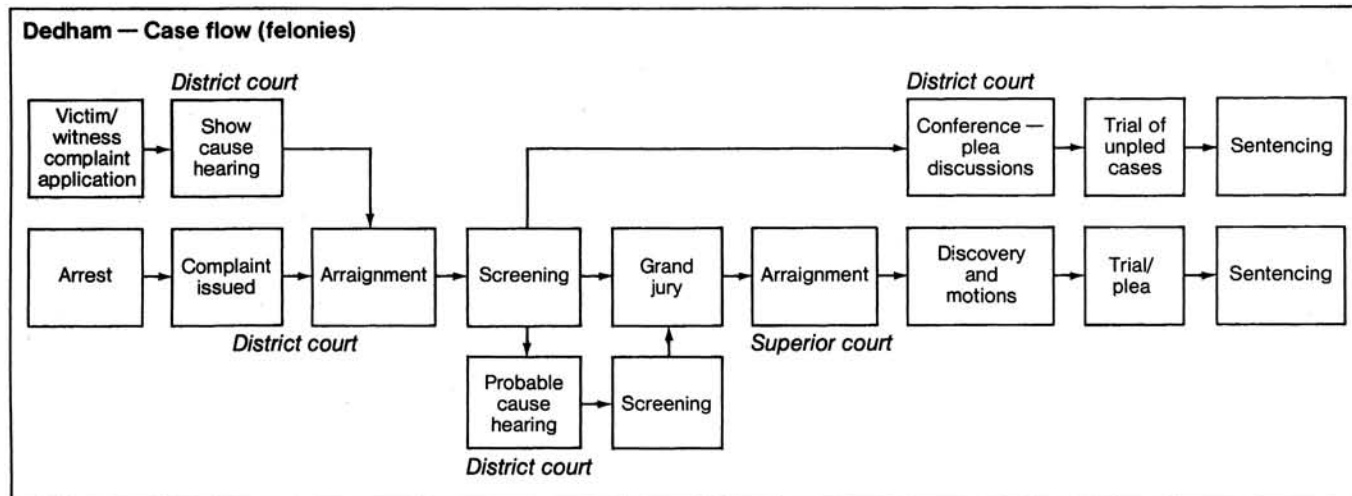 Dedham — Case flow (felonies)
District court
District court
Victim/
witness
complaint
application
Show
cause
hearing
Conference —
plea
discussions
Trial of
unpled
cases
Sentencing
Arrest
Complaint
issued
Arraignment
Screening
Grand
jury
Arraignment
Discovery
and
motions
Trial/
plea
Sentencing
District court
Superior court
Probable
cause
hearing
Screening
District court